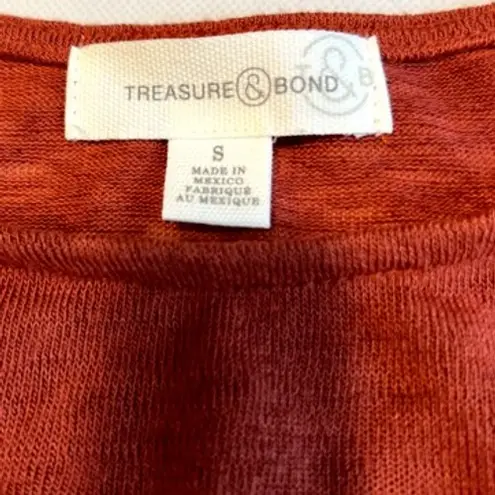 TREASURE & BOND
T & B
S
MADE IN
MEXICO
FABRIQUÉ
AU MEXIQUE